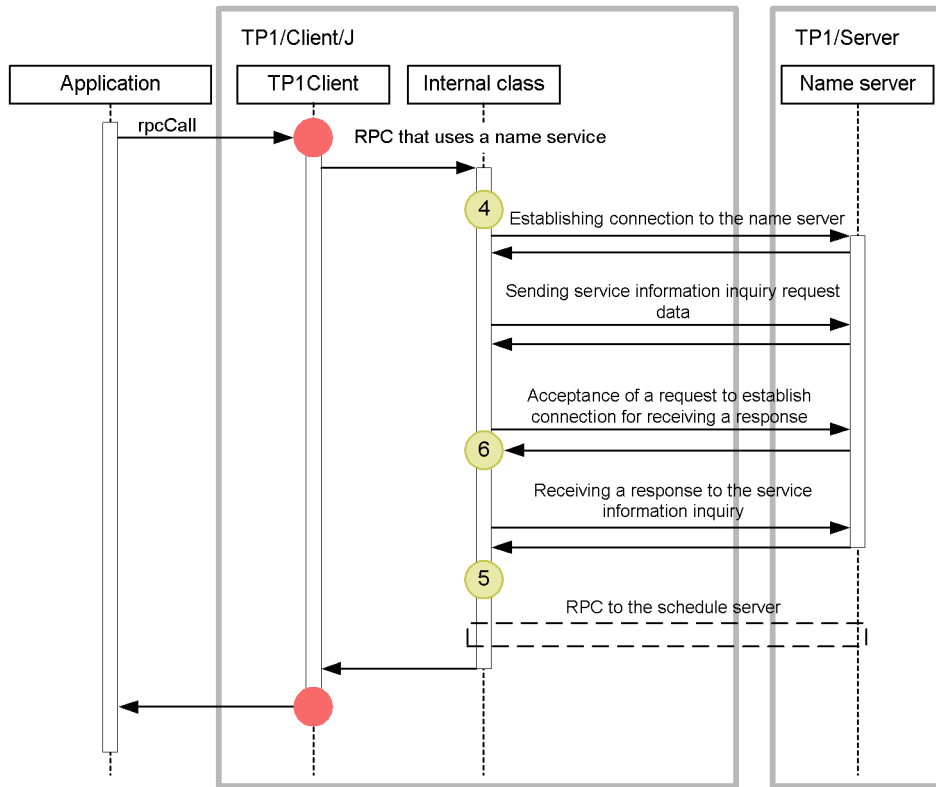 TP1/Client/J
TP1/Server
Application
TP1Client
Internal class
Name server
rpcCall
RPC that uses a name service
4
Establishing connection to the name server
Sending service information inquiry request
data
Acceptance of a request to establish
connection for receiving a response
6
Receiving a response to the service
information inquiry
5
RPC to the schedule server